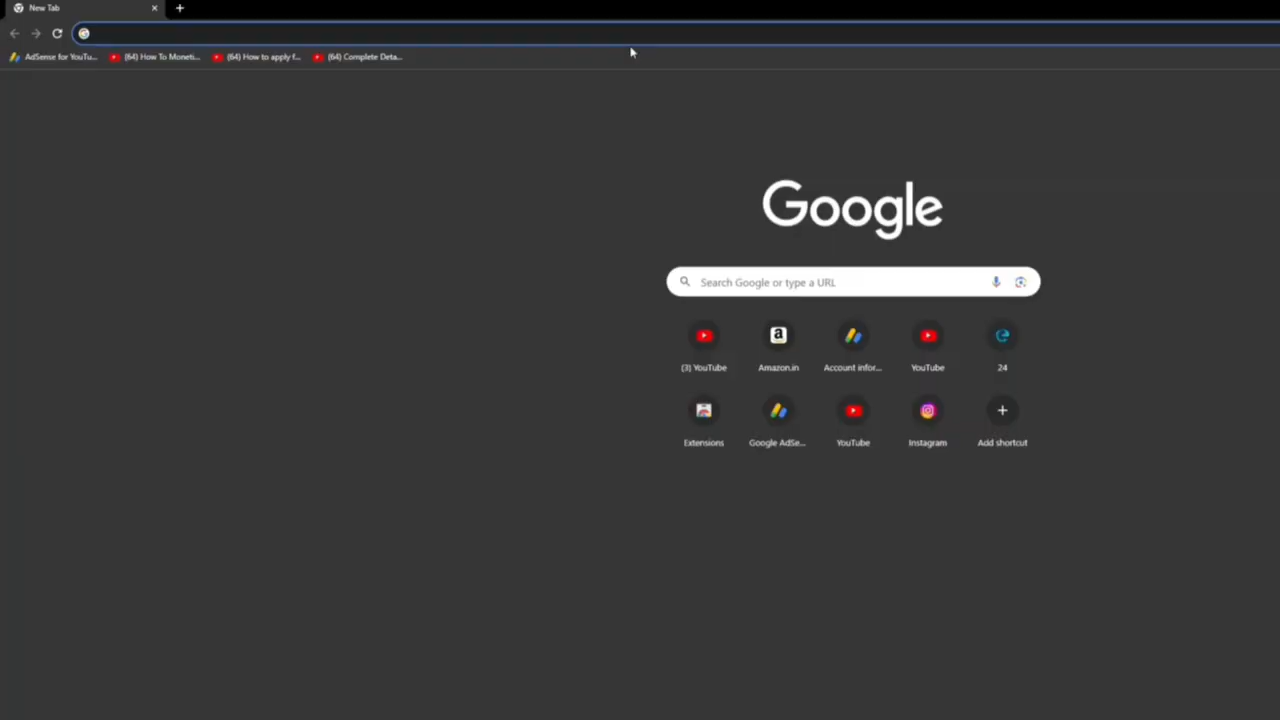 New Tab
AdSense for YouTu... (64) How To Moneti... (64) How to apply f... (64) Complete Deta...
Google
Search Google or type a URL
(3) YouTube Amazon.in Account infor... YouTube 24
Extensions Google AdSe... YouTube Instagram Add shortcut